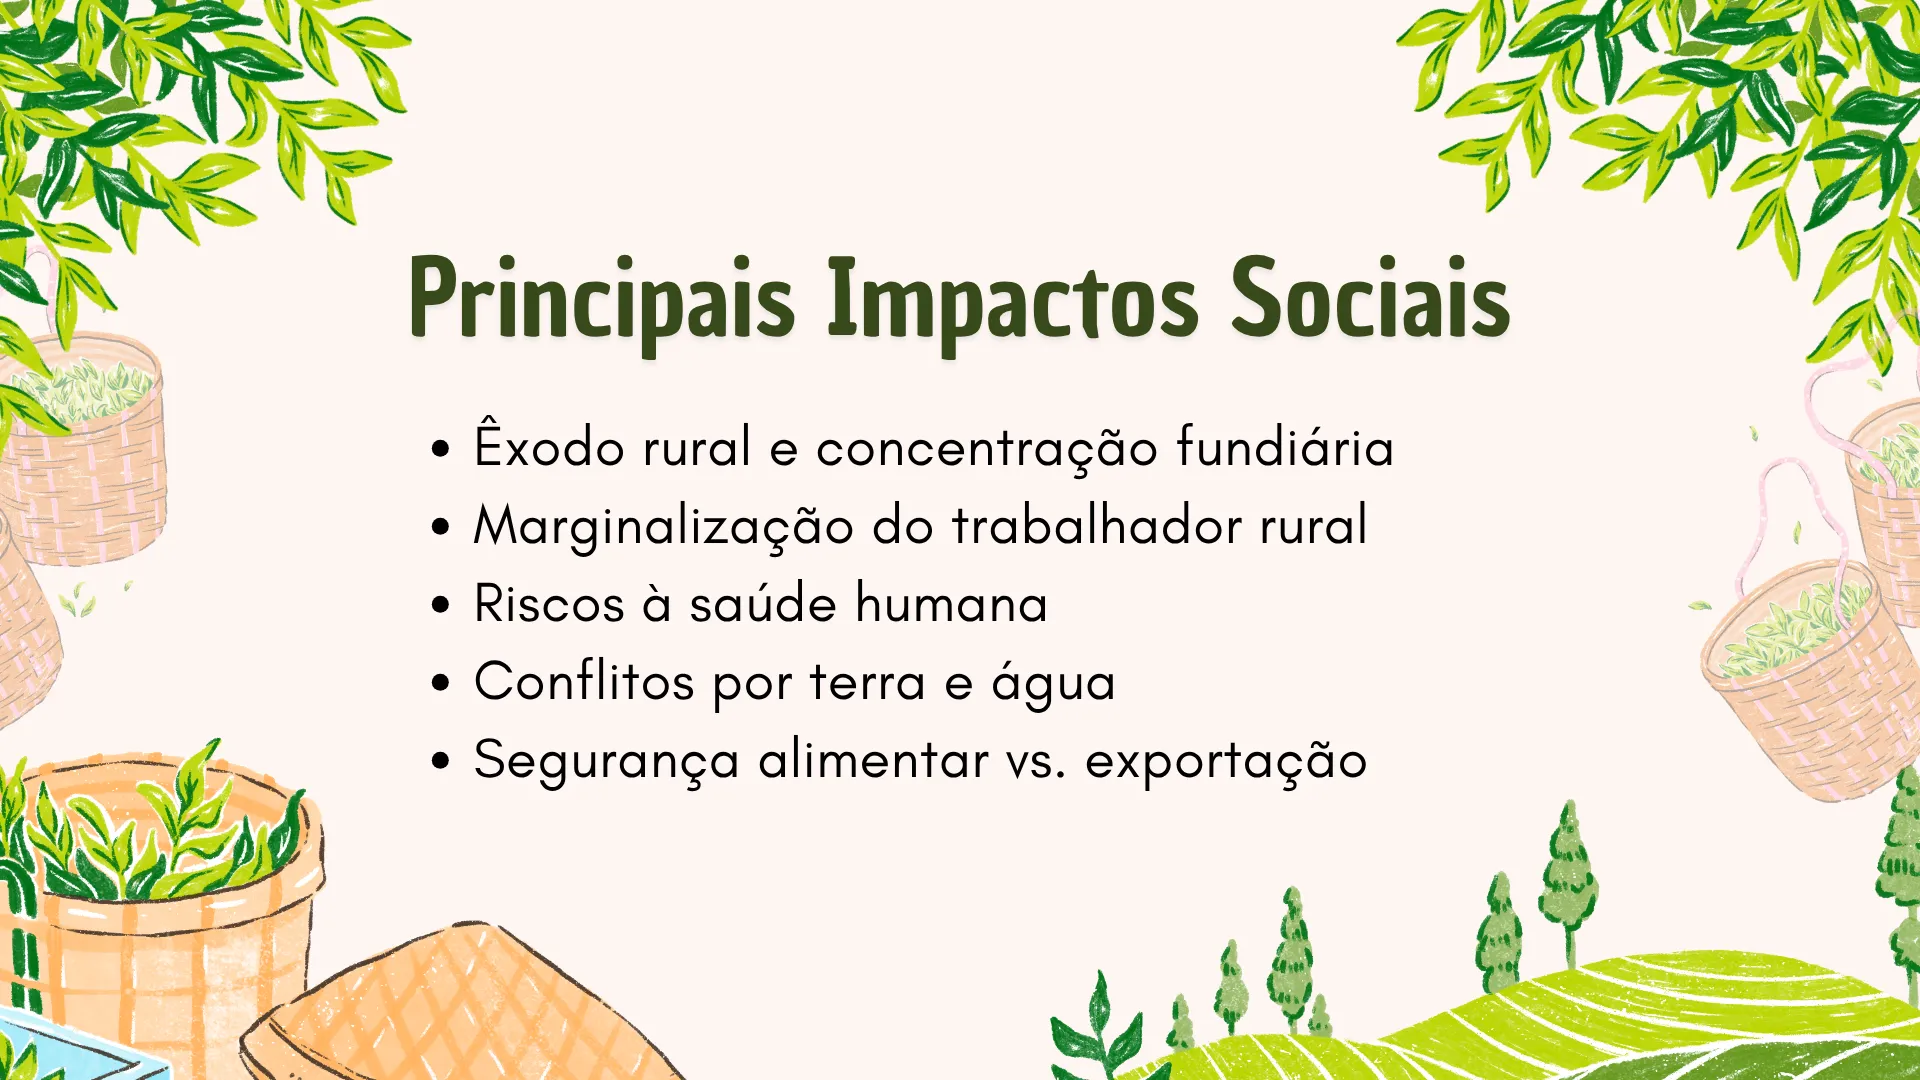 Principais Impactos Sociais
• Êxodo rural e concentração fundiária
• Marginalização do trabalhador rural
• Riscos à saúde humana
• Conflitos por terra e água
• Segurança alimentar vs. exportação